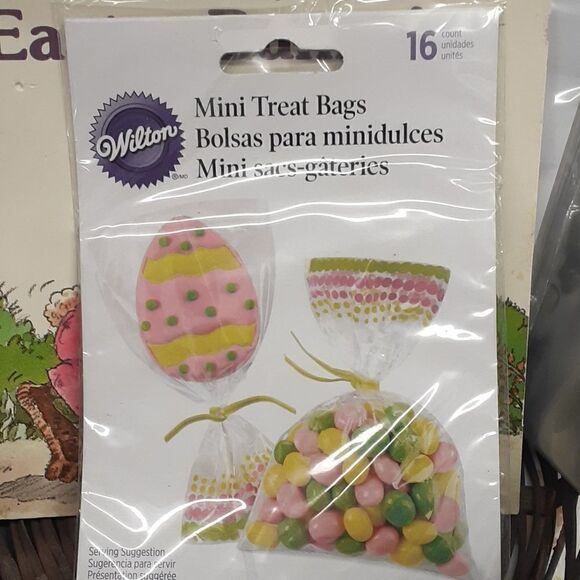 Ea
16
count
unidades
unités
Wilton
®/MD
Mini Treat Bags
Bolsas para minidulces
Mini sacs-gâteries
Serving Suggestion
Sugerencia para servir
Présentation suggérée